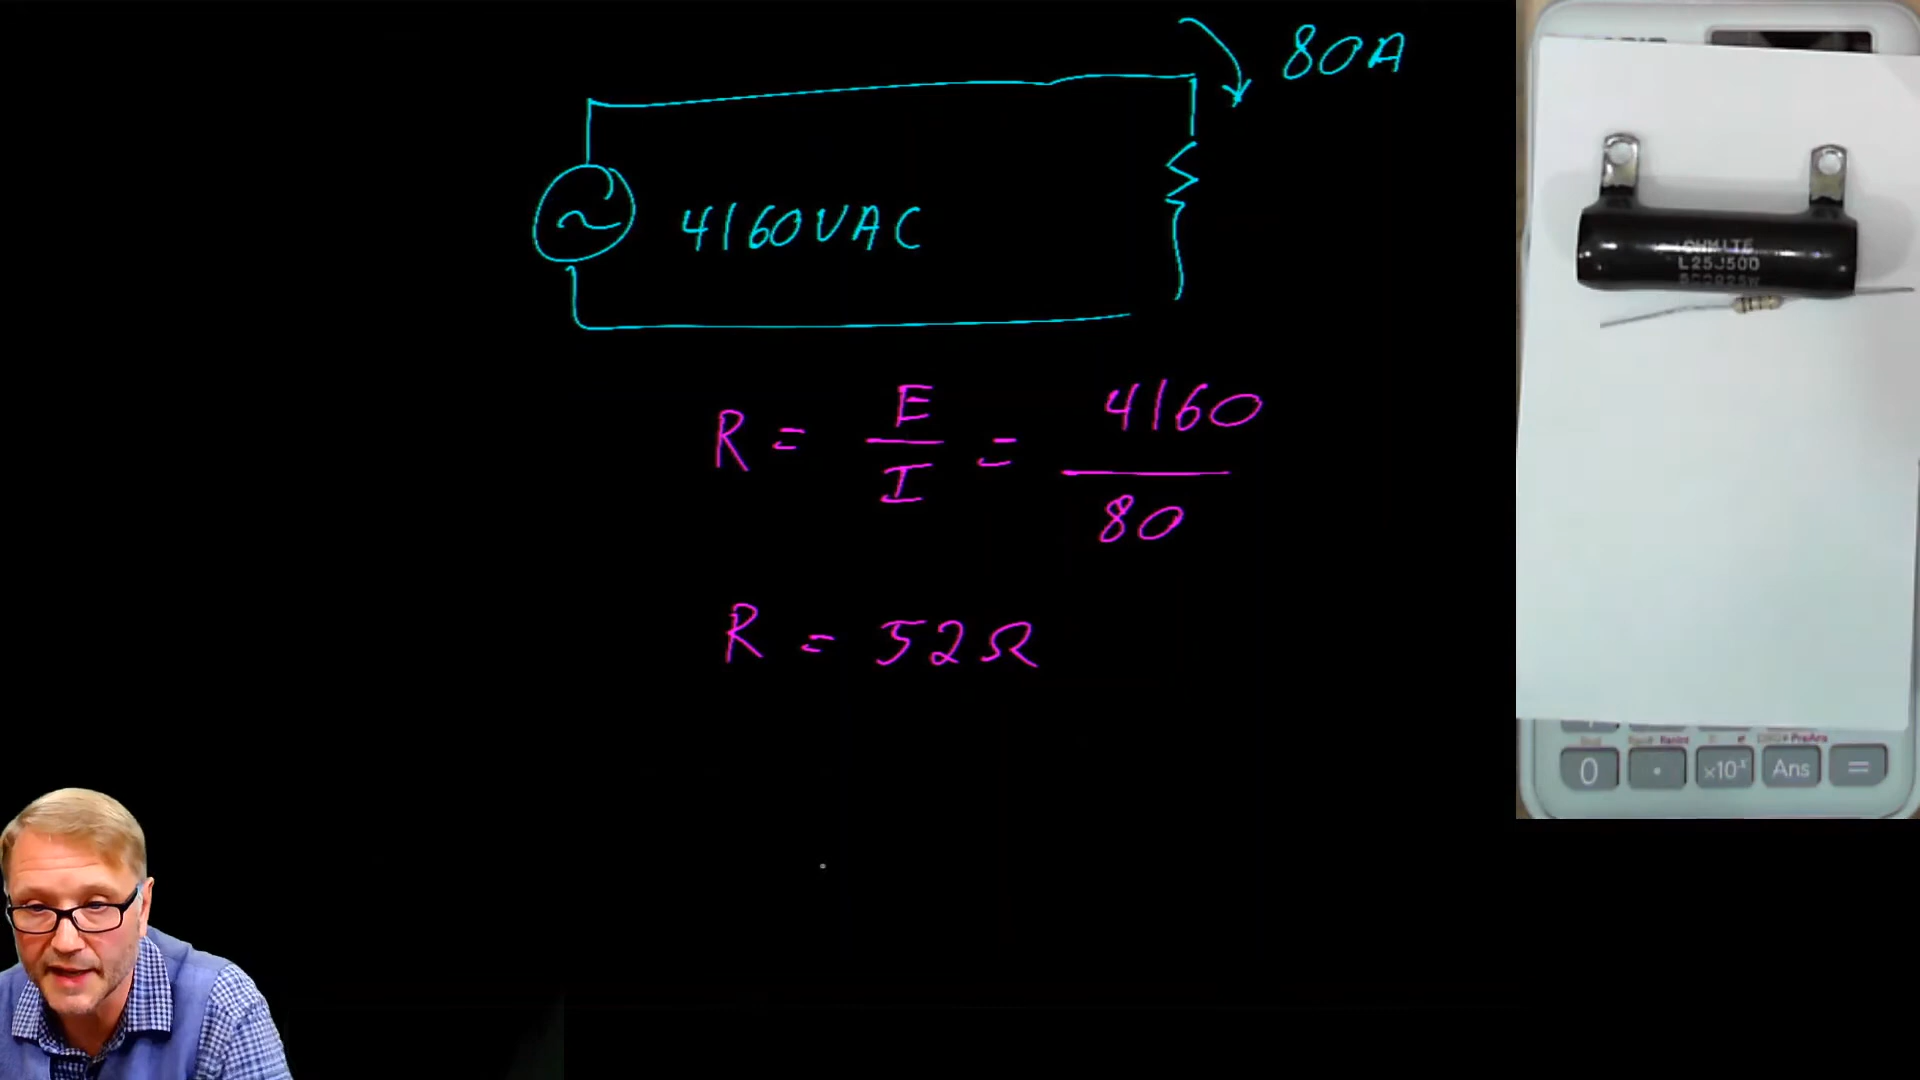 80A
4160VAC
R = E / I = 4160 / 80
R = 52Ω
OHMITE
L25J500
0 . ×10ˣ Ans =